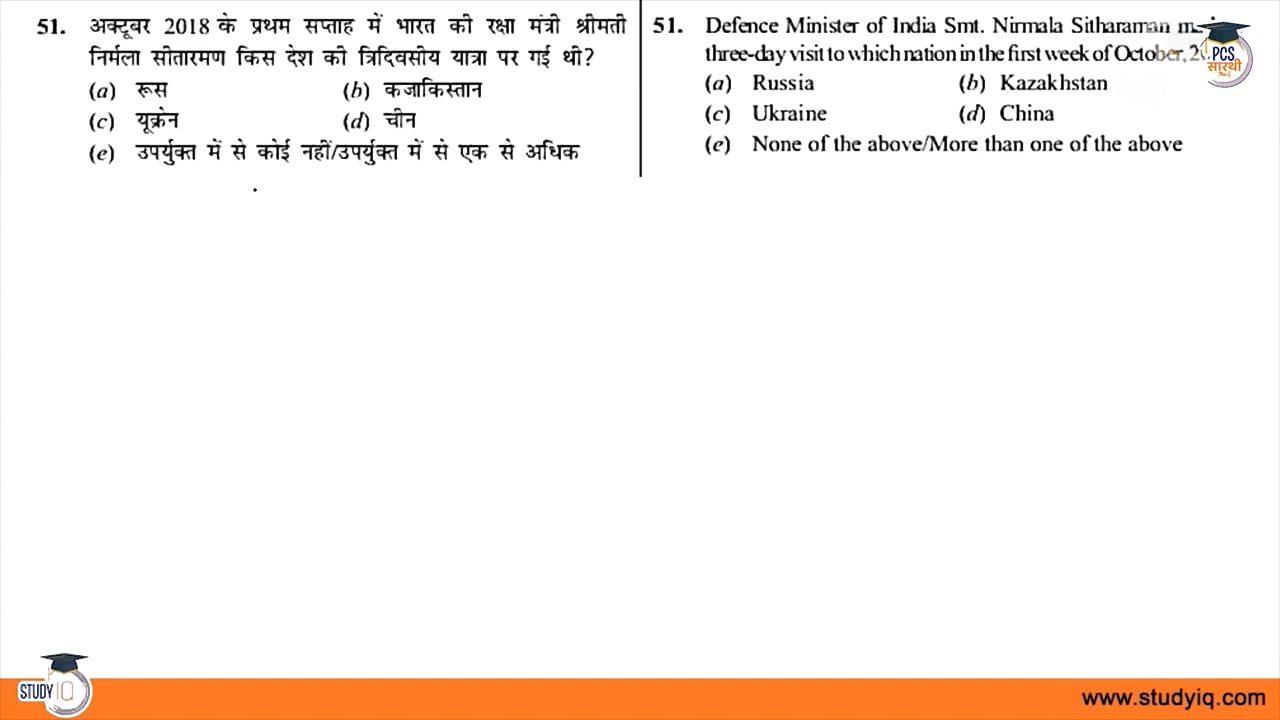 51. अक्टूबर 2018 के प्रथम सप्ताह में भारत की रक्षा मंत्री श्रीमती
निर्मला सीतारमण किस देश की त्रिदिवसीय यात्रा पर गई थी?
(a) रूस (b) कजाकिस्तान
(c) यूक्रेन (d) चीन
(e) उपर्युक्त में से कोई नहीं/उपर्युक्त में से एक से अधिक
51. Defence Minister of India Smt. Nirmala Sitharaman
three-day visit to which nation in the first week of October,
(a) Russia (b) Kazakhstan
(c) Ukraine (d) China
(e) None of the above/More than one of the above
PCS
सारथी
STUDY IQ
www.studyiq.com